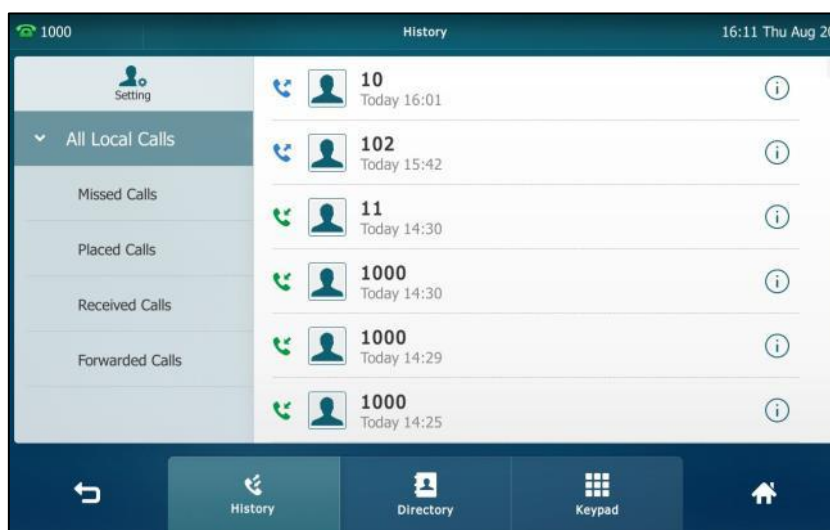 1000
History
16:11 Thu Aug 20
Setting
All Local Calls
Missed Calls
Placed Calls
Received Calls
Forwarded Calls
10
Today 16:01
102
Today 15:42
11
Today 14:30
1000
Today 14:30
1000
Today 14:29
1000
Today 14:25
History
Directory
Keypad